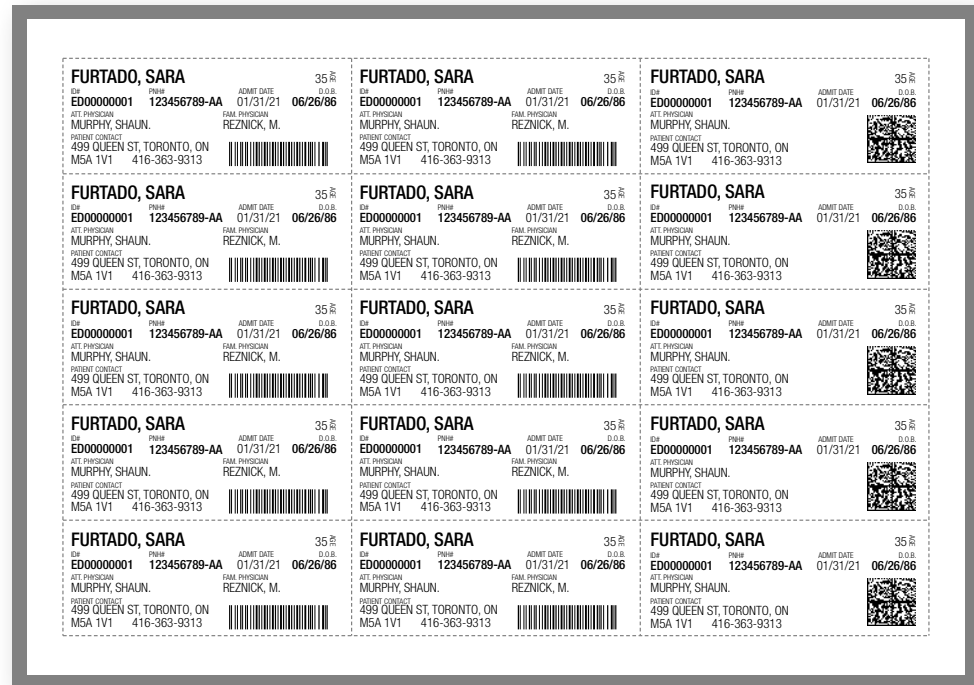 FURTADO, SARA 35 AGE
ID# PNH# ADMIT DATE D.O.B.
ED00000001 123456789-AA 01/31/21 06/26/86
ATT. PHYSICIAN FAM. PHYSICIAN
MURPHY, SHAUN. REZNICK, M.
PATIENT CONTACT
499 QUEEN ST, TORONTO, ON
M5A 1V1 416-363-9313
FURTADO, SARA 35 AGE
ID# PNH# ADMIT DATE D.O.B.
ED00000001 123456789-AA 01/31/21 06/26/86
ATT. PHYSICIAN FAM. PHYSICIAN
MURPHY, SHAUN. REZNICK, M.
PATIENT CONTACT
499 QUEEN ST, TORONTO, ON
M5A 1V1 416-363-9313
FURTADO, SARA 35 AGE
ID# PNH# ADMIT DATE D.O.B.
ED00000001 123456789-AA 01/31/21 06/26/86
ATT. PHYSICIAN
MURPHY, SHAUN.
PATIENT CONTACT
499 QUEEN ST, TORONTO, ON
M5A 1V1 416-363-9313
FURTADO, SARA 35 AGE
ID# PNH# ADMIT DATE D.O.B.
ED00000001 123456789-AA 01/31/21 06/26/86
ATT. PHYSICIAN FAM. PHYSICIAN
MURPHY, SHAUN. REZNICK, M.
PATIENT CONTACT
499 QUEEN ST, TORONTO, ON
M5A 1V1 416-363-9313
FURTADO, SARA 35 AGE
ID# PNH# ADMIT DATE D.O.B.
ED00000001 123456789-AA 01/31/21 06/26/86
ATT. PHYSICIAN FAM. PHYSICIAN
MURPHY, SHAUN. REZNICK, M.
PATIENT CONTACT
499 QUEEN ST, TORONTO, ON
M5A 1V1 416-363-9313
FURTADO, SARA 35 AGE
ID# PNH# ADMIT DATE D.O.B.
ED00000001 123456789-AA 01/31/21 06/26/86
ATT. PHYSICIAN
MURPHY, SHAUN.
PATIENT CONTACT
499 QUEEN ST, TORONTO, ON
M5A 1V1 416-363-9313
FURTADO, SARA 35 AGE
ID# PNH# ADMIT DATE D.O.B.
ED00000001 123456789-AA 01/31/21 06/26/86
ATT. PHYSICIAN FAM. PHYSICIAN
MURPHY, SHAUN. REZNICK, M.
PATIENT CONTACT
499 QUEEN ST, TORONTO, ON
M5A 1V1 416-363-9313
FURTADO, SARA 35 AGE
ID# PNH# ADMIT DATE D.O.B.
ED00000001 123456789-AA 01/31/21 06/26/86
ATT. PHYSICIAN FAM. PHYSICIAN
MURPHY, SHAUN. REZNICK, M.
PATIENT CONTACT
499 QUEEN ST, TORONTO, ON
M5A 1V1 416-363-9313
FURTADO, SARA 35 AGE
ID# PNH# ADMIT DATE D.O.B.
ED00000001 123456789-AA 01/31/21 06/26/86
ATT. PHYSICIAN
MURPHY, SHAUN.
PATIENT CONTACT
499 QUEEN ST, TORONTO, ON
M5A 1V1 416-363-9313
FURTADO, SARA 35 AGE
ID# PNH# ADMIT DATE D.O.B.
ED00000001 123456789-AA 01/31/21 06/26/86
ATT. PHYSICIAN FAM. PHYSICIAN
MURPHY, SHAUN. REZNICK, M.
PATIENT CONTACT
499 QUEEN ST, TORONTO, ON
M5A 1V1 416-363-9313
FURTADO, SARA 35 AGE
ID# PNH# ADMIT DATE D.O.B.
ED00000001 123456789-AA 01/31/21 06/26/86
ATT. PHYSICIAN FAM. PHYSICIAN
MURPHY, SHAUN. REZNICK, M.
PATIENT CONTACT
499 QUEEN ST, TORONTO, ON
M5A 1V1 416-363-9313
FURTADO, SARA 35 AGE
ID# PNH# ADMIT DATE D.O.B.
ED00000001 123456789-AA 01/31/21 06/26/86
ATT. PHYSICIAN
MURPHY, SHAUN.
PATIENT CONTACT
499 QUEEN ST, TORONTO, ON
M5A 1V1 416-363-9313
FURTADO, SARA 35 AGE
ID# PNH# ADMIT DATE D.O.B.
ED00000001 123456789-AA 01/31/21 06/26/86
ATT. PHYSICIAN FAM. PHYSICIAN
MURPHY, SHAUN. REZNICK, M.
PATIENT CONTACT
499 QUEEN ST, TORONTO, ON
M5A 1V1 416-363-9313
FURTADO, SARA 35 AGE
ID# PNH# ADMIT DATE D.O.B.
ED00000001 123456789-AA 01/31/21 06/26/86
ATT. PHYSICIAN FAM. PHYSICIAN
MURPHY, SHAUN. REZNICK, M.
PATIENT CONTACT
499 QUEEN ST, TORONTO, ON
M5A 1V1 416-363-9313
FURTADO, SARA 35 AGE
ID# PNH# ADMIT DATE D.O.B.
ED00000001 123456789-AA 01/31/21 06/26/86
ATT. PHYSICIAN
MURPHY, SHAUN.
PATIENT CONTACT
499 QUEEN ST, TORONTO, ON
M5A 1V1 416-363-9313